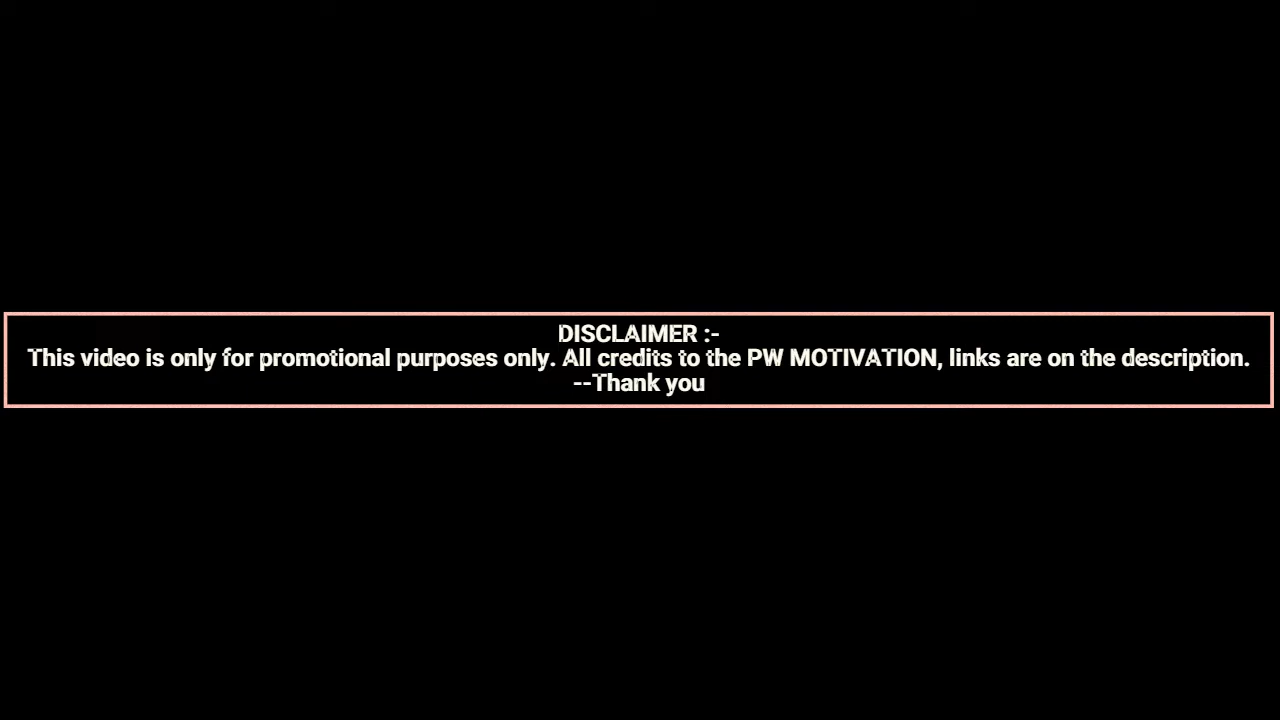 DISCLAIMER :-
This video is only for promotional purposes only. All credits to the PW MOTIVATION, links are on the description.
--Thank you